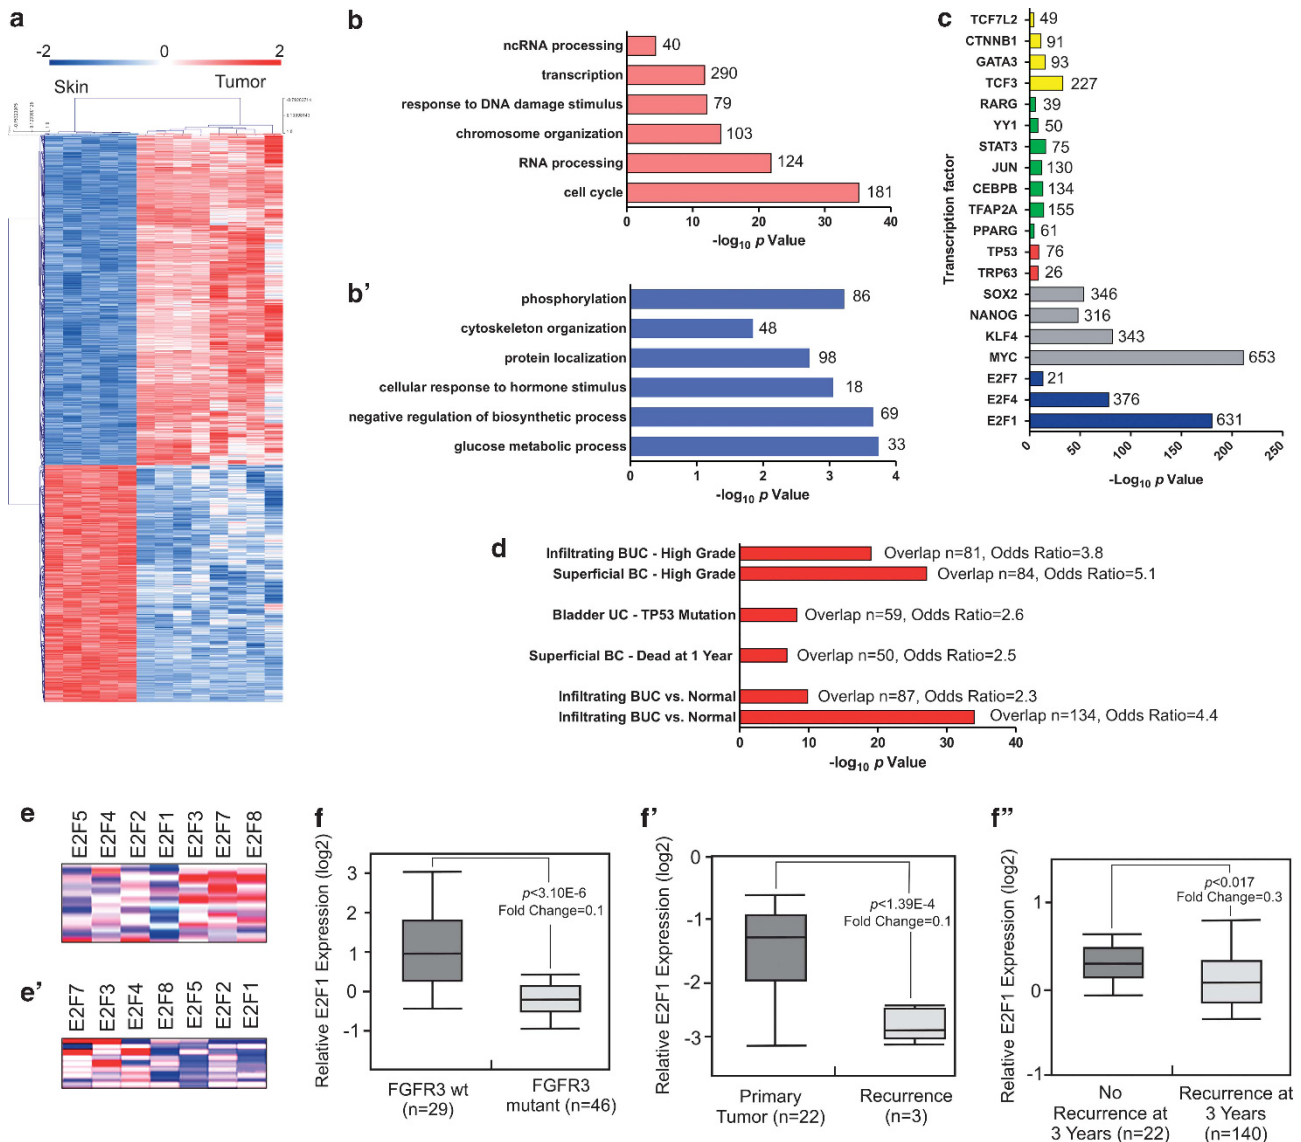 a
-2
0
2
Skin
Tumor
b
ncRNA processing
40
transcription
290
response to DNA damage stimulus
79
chromosome organization
103
RNA processing
124
cell cycle
181
0
10
20
30
40
-log10 p Value
b'
phosphorylation
86
cytoskeleton organization
48
protein localization
98
cellular response to hormone stimulus
18
negative regulation of biosynthetic process
69
glucose metabolic process
33
0
1
2
3
4
-log10 p Value
c
Transcription factor
TCF7L2
49
CTNNB1
91
GATA3
93
TCF3
227
RARG
39
YY1
50
STAT3
75
JUN
130
CEBPB
134
TFAP2A
155
PPARG
61
TP53
76
TRP63
26
SOX2
346
NANOG
316
KLF4
343
MYC
653
E2F7
21
E2F4
376
E2F1
631
0
50
100
150
200
250
-Log10 p Value
d
Infiltrating BUC - High Grade
Overlap n=81, Odds Ratio=3.8
Superficial BC - High Grade
Overlap n=84, Odds Ratio=5.1
Bladder UC - TP53 Mutation
Overlap n=59, Odds Ratio=2.6
Superficial BC - Dead at 1 Year
Overlap n=50, Odds Ratio=2.5
Infiltrating BUC vs. Normal
Overlap n=87, Odds Ratio=2.3
Infiltrating BUC vs. Normal
Overlap n=134, Odds Ratio=4.4
0
10
20
30
40
-log10 p Value
e
E2F5
E2F4
E2F2
E2F1
E2F3
E2F7
E2F8
e'
E2F7
E2F3
E2F4
E2F8
E2F5
E2F2
E2F1
f
Relative E2F1 Expression (log2)
3
2
1
0
-1
p<3.10E-6
Fold Change=0.1
FGFR3 wt
(n=29)
FGFR3
mutant (n=46)
f'
Relative E2F1 Expression (log2)
0
-1
-2
-3
p<1.39E-4
Fold Change=0.1
Primary
Tumor (n=22)
Recurrence
(n=3)
f''
Relative E2F1 Expression (log2)
1
0
-1
p<0.017
Fold Change=0.3
No
Recurrence at
3 Years (n=22)
Recurrence at
3 Years
(n=140)